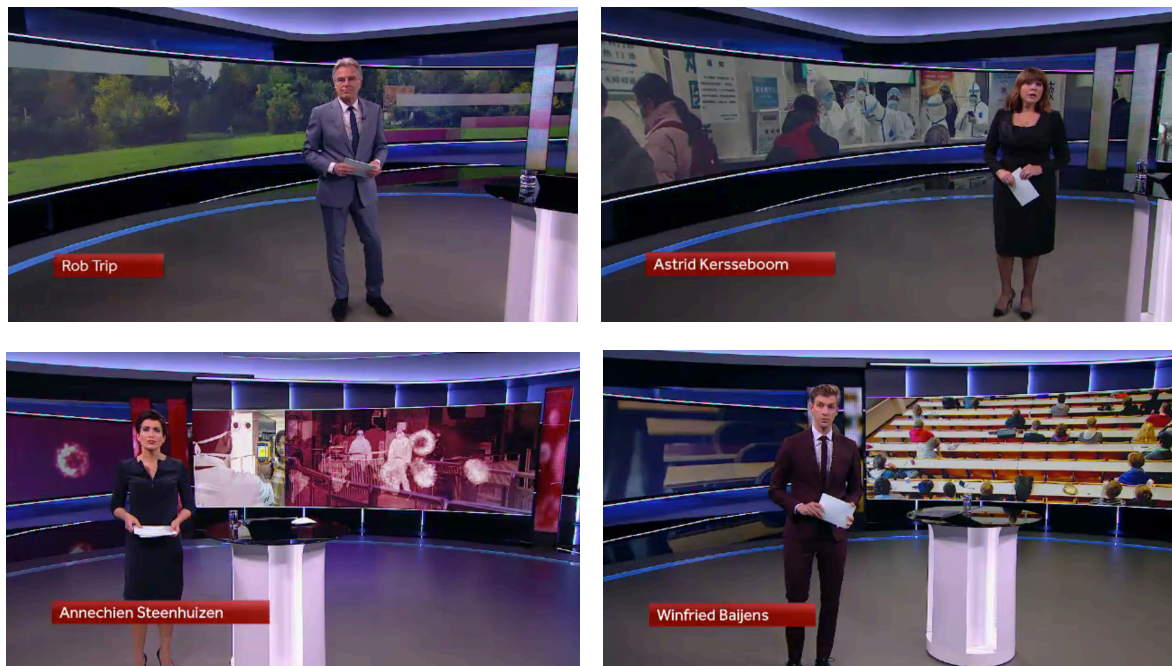 Rob Trip
Astrid Kersseboom
Annechien Steenhuizen
Winfried Baijens